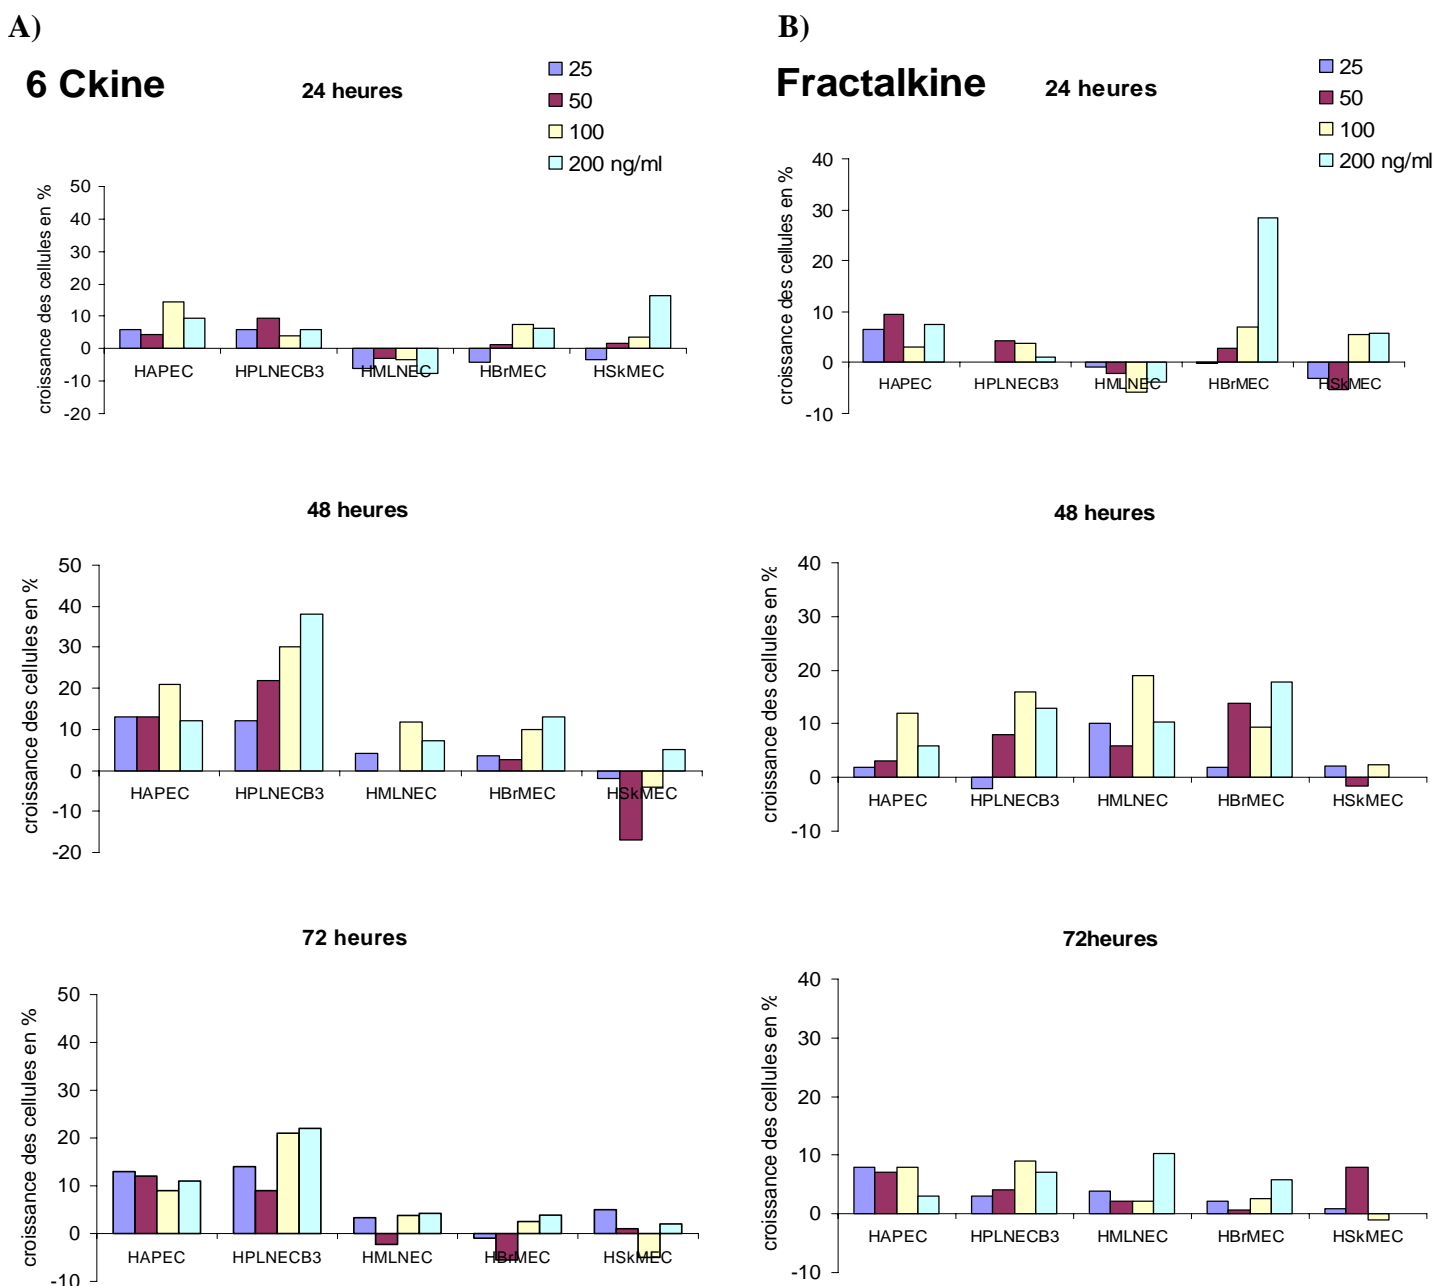 A)
6 Ckine
24 heures
25
50
100
200 ng/ml
croissance des cellules en %
50
40
30
20
10
0
-10
-20
HAPEC HPLNECB3 HMLNEC HBrMEC HSkMEC
48 heures
croissance des cellules en %
50
40
30
20
10
0
-10
-20
HAPEC HPLNECB3 HMLNEC HBrMEC HSkMEC
72 heures
croissance des cellules en %
50
40
30
20
10
0
-10
HAPEC HPLNECB3 HMLNEC HBrMEC HSkMEC
B)
Fractalkine
24 heures
25
50
100
200 ng/ml
croissance des cellules en %
40
30
20
10
0
-10
HAPEC HPLNECB3 HMLNEC HBrMEC HSkMEC
48 heures
croissance des cellules en %
40
30
20
10
0
-10
HAPEC HPLNECB3 HMLNEC HBrMEC HSkMEC
72heures
croissance des cellules en %
40
30
20
10
0
-10
HAPEC HPLNECB3 HMLNEC HBrMEC HSkMEC